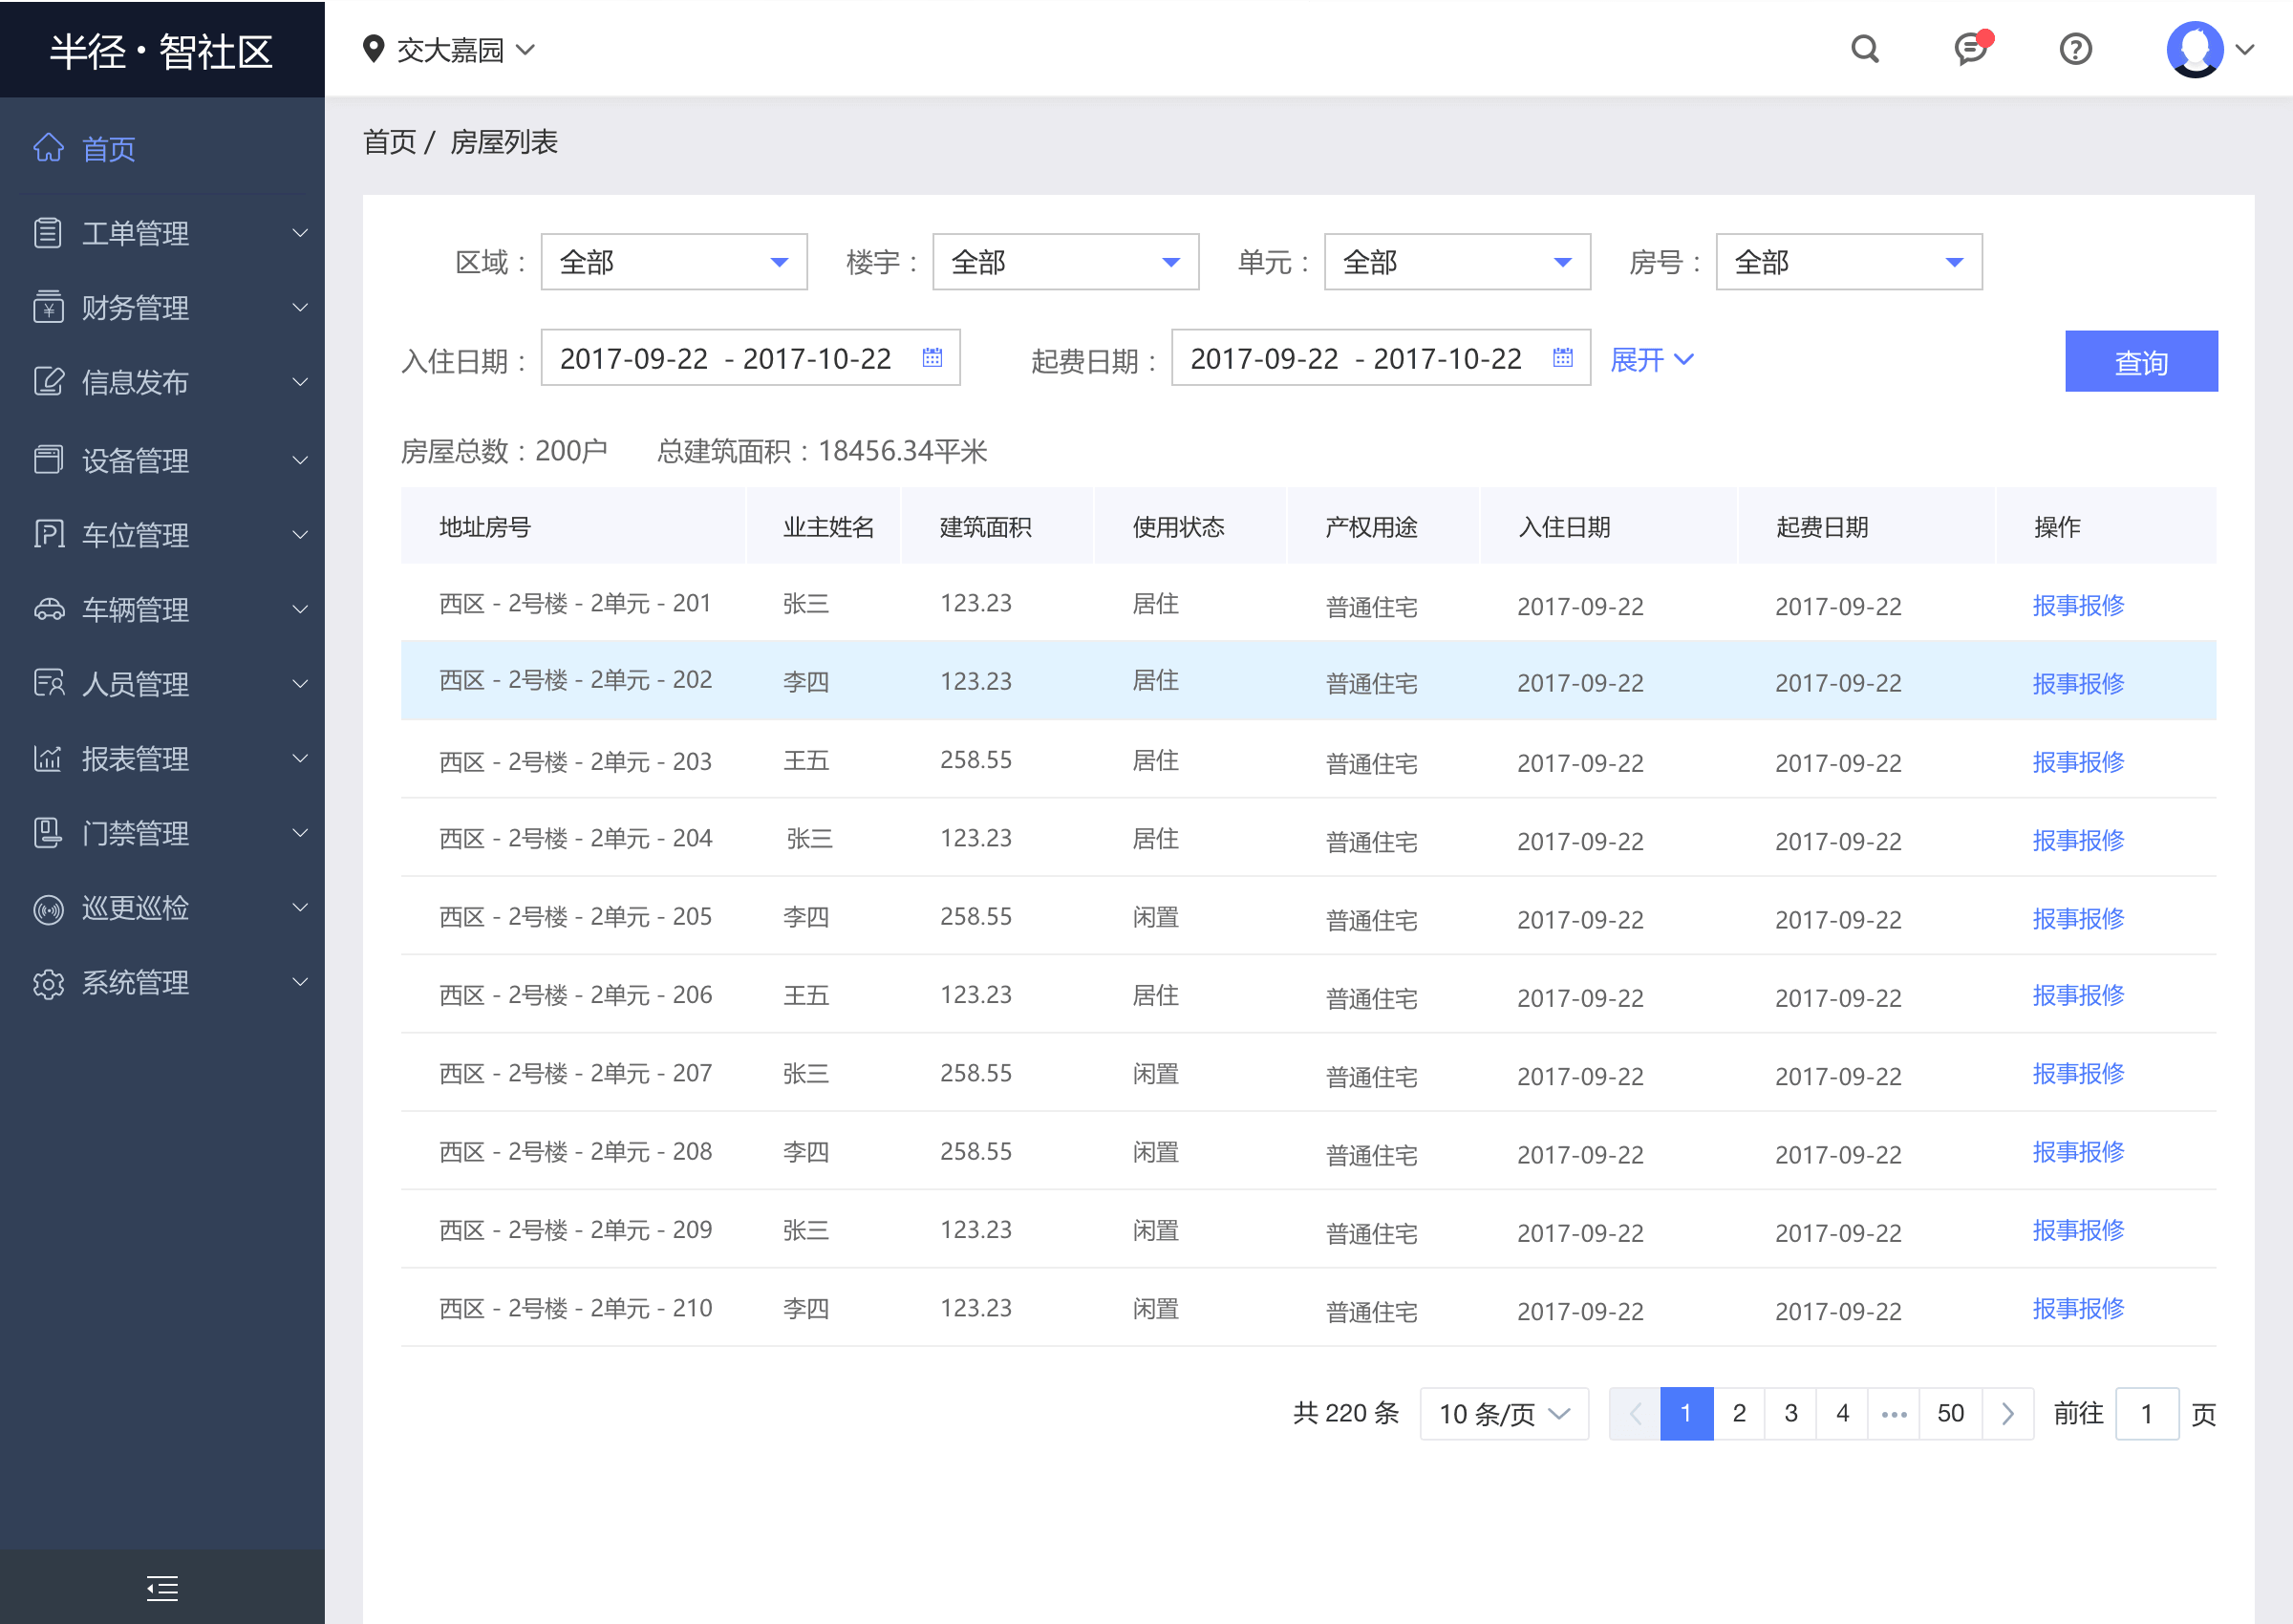 半径·智社区
交大嘉园
首页
工单管理
财务管理
信息发布
设备管理
车位管理
车辆管理
人员管理
报表管理
门禁管理
巡更巡检
系统管理
首页 / 房屋列表
区域： 全部 楼宇： 全部 单元： 全部 房号： 全部
入住日期： 2017-09-22 - 2017-10-22 起费日期： 2017-09-22 - 2017-10-22 展开 查询
房屋总数：200户 总建筑面积：18456.34平米
地址房号 业主姓名 建筑面积 使用状态 产权用途 入住日期 起费日期 操作
西区 - 2号楼 - 2单元 - 201 张三 123.23 居住 普通住宅 2017-09-22 2017-09-22 报事报修
西区 - 2号楼 - 2单元 - 202 李四 123.23 居住 普通住宅 2017-09-22 2017-09-22 报事报修
西区 - 2号楼 - 2单元 - 203 王五 258.55 居住 普通住宅 2017-09-22 2017-09-22 报事报修
西区 - 2号楼 - 2单元 - 204 张三 123.23 居住 普通住宅 2017-09-22 2017-09-22 报事报修
西区 - 2号楼 - 2单元 - 205 李四 258.55 闲置 普通住宅 2017-09-22 2017-09-22 报事报修
西区 - 2号楼 - 2单元 - 206 王五 123.23 居住 普通住宅 2017-09-22 2017-09-22 报事报修
西区 - 2号楼 - 2单元 - 207 张三 258.55 闲置 普通住宅 2017-09-22 2017-09-22 报事报修
西区 - 2号楼 - 2单元 - 208 李四 258.55 闲置 普通住宅 2017-09-22 2017-09-22 报事报修
西区 - 2号楼 - 2单元 - 209 张三 123.23 闲置 普通住宅 2017-09-22 2017-09-22 报事报修
西区 - 2号楼 - 2单元 - 210 李四 123.23 闲置 普通住宅 2017-09-22 2017-09-22 报事报修
共 220 条 10 条/页 1 2 3 4 ••• 50 前往 1 页